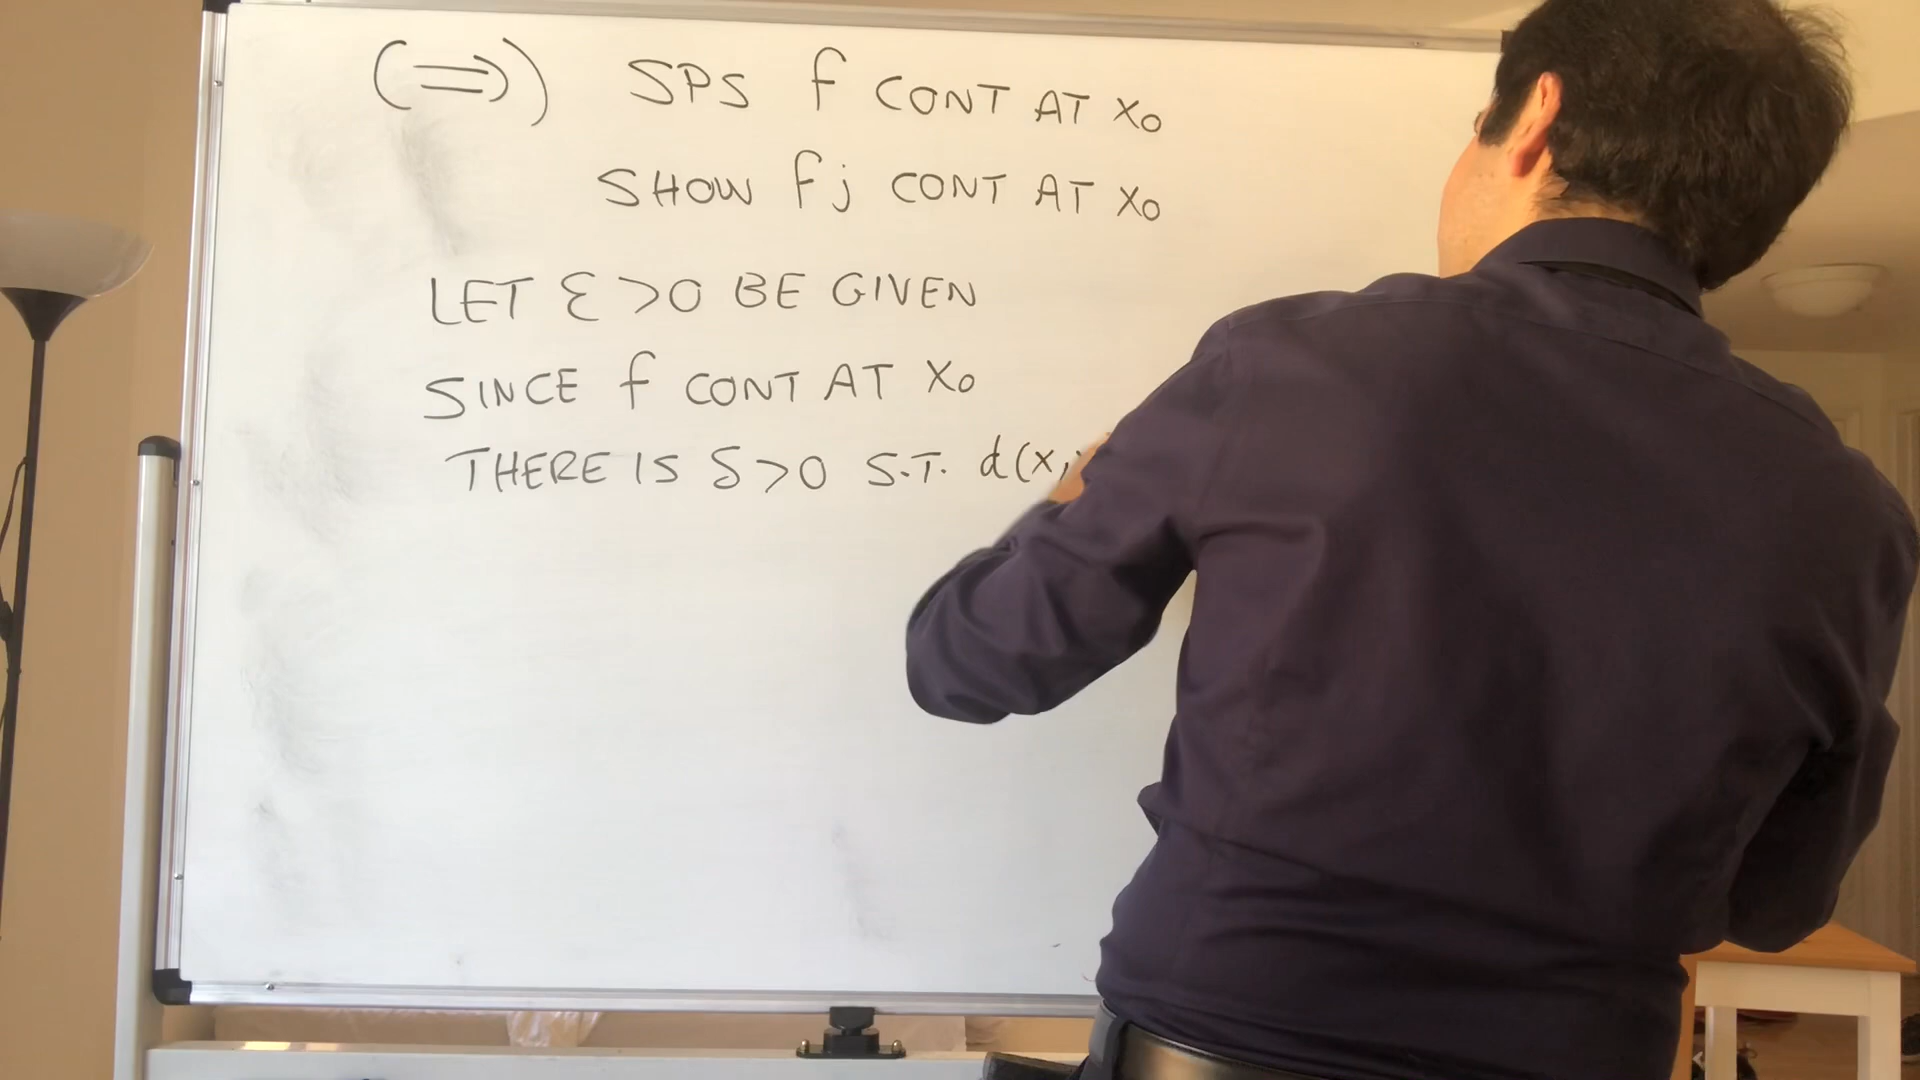 (⇒) SPS f CONT AT x₀
SHOW fj CONT AT x₀
LET ε>0 BE GIVEN
SINCE f CONT AT x₀
THERE IS δ>0 S.T. d(x,